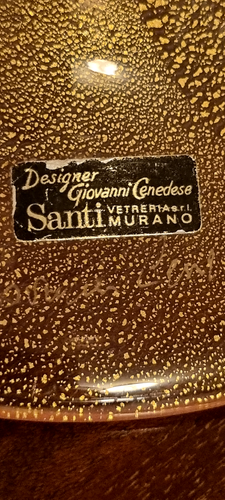 Designer
Giovanni Cenedese
Santi VETRERIA s.r.l.
MURANO